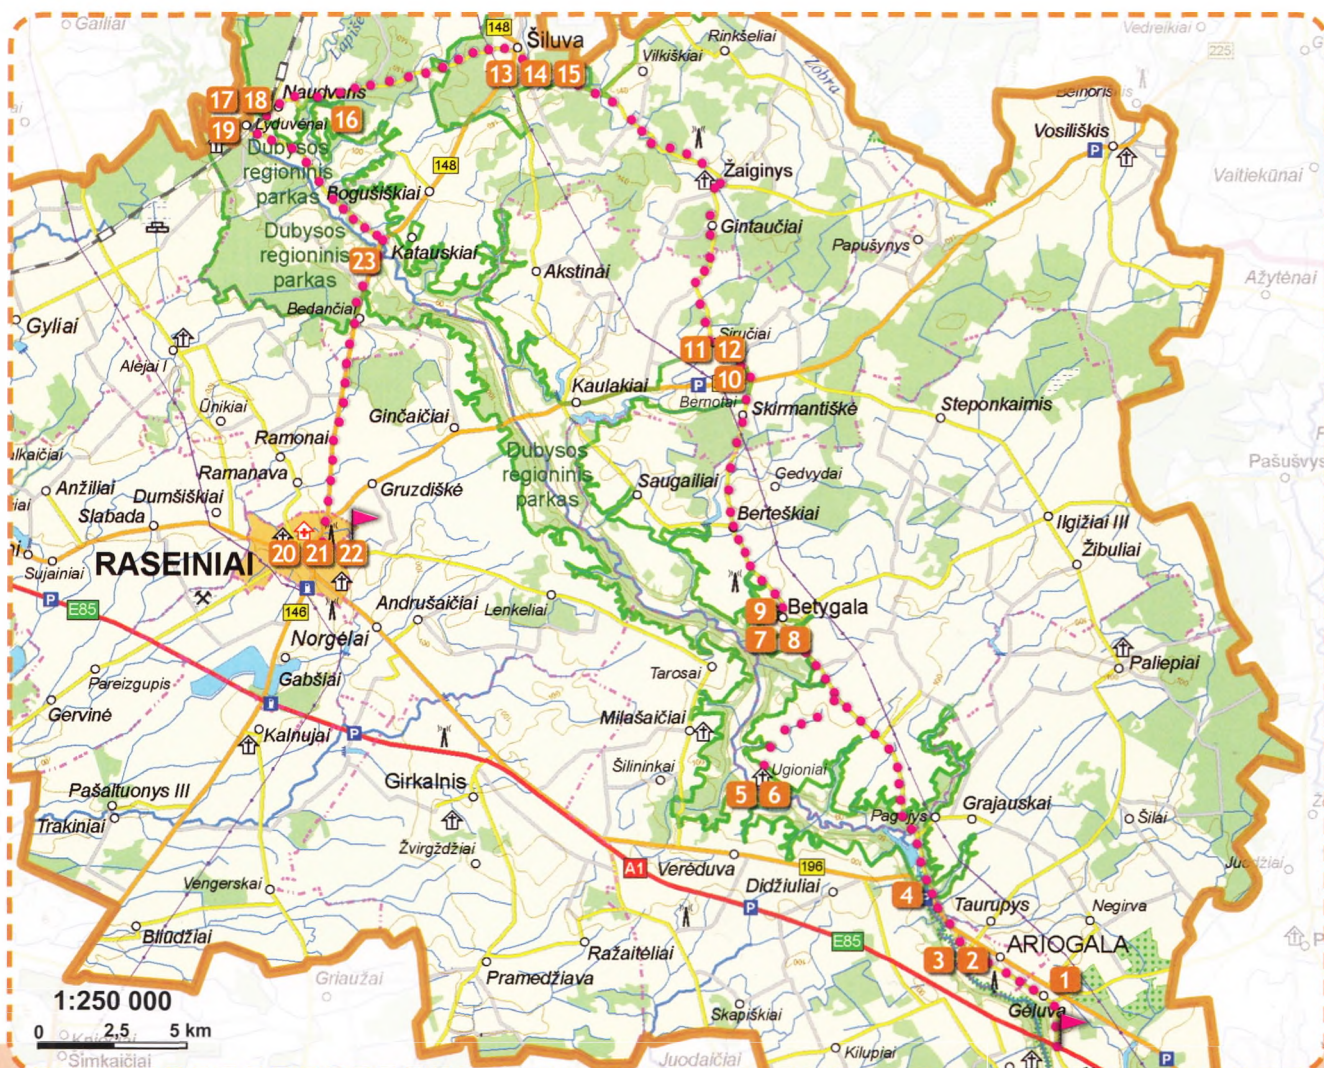 Gailiai
148
Šiluva
Rinkšeliai
Vedreikiai
225
Lapišė
Vilkiškiai
Žobra
13 14 15
17 18
Naudvaris
16
19
Lyduvėnai
Vosiliškis
P
Dubysos
regioninis
parkas
148
Žaiginys
Vaitiekūnai
Bogušiškiai
Dubysos
regioninis
parkas
Gintaučiai
Katauskiai
Papušynys
23
Akstinai
Ažytėnai
Bedančiai
Gyliai
Siručiai
11 12
Alėjai I
10
Kaulakiai
P
Bernotai
Ūnikiai
Ginčaičiai
Skirmantiškė
Steponkaimis
Ramonai
Dubysos
regioninis
parkas
Pašušvys
Ramanava
Gedvydai
Anžiliai
Dumšiškiai
Gruzdiškė
Saugailiai
Slabada
Berteškiai
Ilgižiai III
20 21 22
Žibuliai
RASEINIAI
Sujainiai
P
E85
146
Andrušaičiai
Lenkeliai
9
Betygala
7 8
Norgėlai
Paliepiai
Gabšiai
Tarosai
Pareizgupis
Gervinė
Milašaičiai
Kalnujai
P
Šilininkai
Ugioniai
Girkalnis
5 6
Pašaltuonys III
Grajauskai
Trakiniai
Pagojys
Šilai
Žvirgždžiai
A1
Verėduva
196
Juodžiai
Vengerskai
Didžiuliai
4
P
Taurupys
Negirva
Bliūdžiai
E85
ARIOGALA
Ražaitėliai
3 2
1
Griaužai
Pramedžiava
1:250 000
Gėluva
Skapiškiai
0 2,5 5 km
Kilupiai
P
Šimkaičiai
Juodaičiai